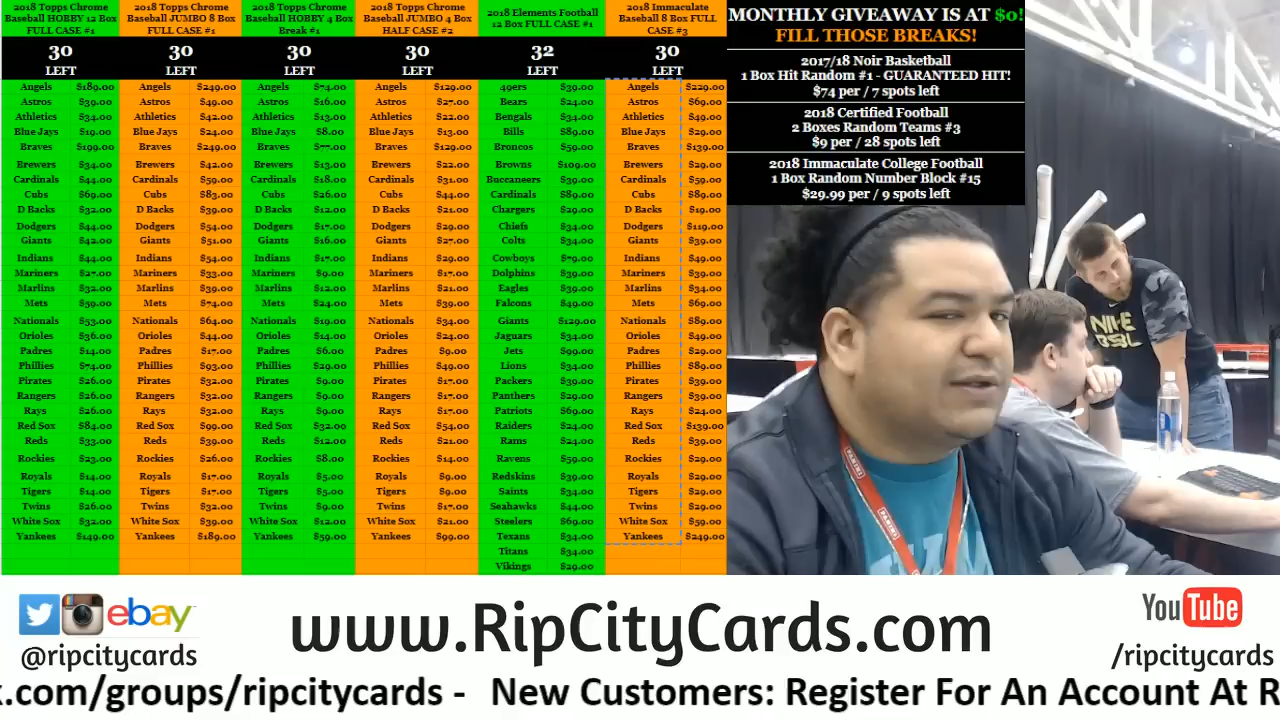 2018 Topps Chrome Baseball HOBBY 12 Box FULL CASE #1
30
LEFT
Angels $189.00
Astros $39.00
Athletics $34.00
Blue Jays $19.00
Braves $199.00
Brewers $34.00
Cardinals $44.00
Cubs $69.00
D Backs $32.00
Dodgers $44.00
Giants $42.00
Indians $44.00
Mariners $27.00
Marlins $32.00
Mets $59.00
Nationals $53.00
Orioles $36.00
Padres $14.00
Phillies $74.00
Pirates $26.00
Rangers $26.00
Rays $26.00
Red Sox $84.00
Reds $33.00
Rockies $23.00
Royals $14.00
Tigers $14.00
Twins $26.00
White Sox $32.00
Yankees $149.00
2018 Topps Chrome Baseball JUMBO 8 Box FULL CASE #1
30
LEFT
Angels $249.00
Astros $49.00
Athletics $42.00
Blue Jays $24.00
Braves $249.00
Brewers $42.00
Cardinals $59.00
Cubs $83.00
D Backs $39.00
Dodgers $54.00
Giants $51.00
Indians $54.00
Mariners $33.00
Marlins $39.00
Mets $74.00
Nationals $64.00
Orioles $44.00
Padres $17.00
Phillies $93.00
Pirates $32.00
Rangers $32.00
Rays $32.00
Red Sox $99.00
Reds $39.00
Rockies $26.00
Royals $17.00
Tigers $17.00
Twins $32.00
White Sox $39.00
Yankees $189.00
2018 Topps Chrome Baseball HOBBY 4 Box Break #1
30
LEFT
Angels $74.00
Astros $16.00
Athletics $13.00
Blue Jays $8.00
Braves $77.00
Brewers $13.00
Cardinals $18.00
Cubs $26.00
D Backs $12.00
Dodgers $17.00
Giants $16.00
Indians $17.00
Mariners $9.00
Marlins $12.00
Mets $24.00
Nationals $19.00
Orioles $14.00
Padres $6.00
Phillies $29.00
Pirates $9.00
Rangers $9.00
Rays $9.00
Red Sox $32.00
Reds $12.00
Rockies $8.00
Royals $5.00
Tigers $5.00
Twins $9.00
White Sox $12.00
Yankees $59.00
2018 Topps Chrome Baseball JUMBO 4 Box HALF CASE #2
30
LEFT
Angels $129.00
Astros $27.00
Athletics $22.00
Blue Jays $13.00
Braves $129.00
Brewers $22.00
Cardinals $31.00
Cubs $44.00
D Backs $21.00
Dodgers $29.00
Giants $27.00
Indians $29.00
Mariners $17.00
Marlins $21.00
Mets $39.00
Nationals $34.00
Orioles $24.00
Padres $9.00
Phillies $49.00
Pirates $17.00
Rangers $17.00
Rays $17.00
Red Sox $54.00
Reds $21.00
Rockies $14.00
Royals $9.00
Tigers $9.00
Twins $17.00
White Sox $21.00
Yankees $99.00
2018 Elements Football 12 Box FULL CASE #1
32
LEFT
49ers $39.00
Bears $24.00
Bengals $34.00
Bills $89.00
Broncos $59.00
Browns $109.00
Buccaneers $39.00
Cardinals $89.00
Chargers $29.00
Chiefs $34.00
Colts $34.00
Cowboys $79.00
Dolphins $39.00
Eagles $39.00
Falcons $49.00
Giants $129.00
Jaguars $34.00
Jets $99.00
Lions $34.00
Packers $39.00
Panthers $29.00
Patriots $69.00
Raiders $24.00
Rams $24.00
Ravens $59.00
Redskins $39.00
Saints $34.00
Seahawks $44.00
Steelers $69.00
Texans $34.00
Titans $34.00
Vikings $29.00
2018 Immaculate Baseball 8 Box FULL CASE #3
30
LEFT
Angels $229.00
Astros $69.00
Athletics $49.00
Blue Jays $29.00
Braves $139.00
Brewers $29.00
Cardinals $59.00
Cubs $89.00
D Backs $19.00
Dodgers $119.00
Giants $39.00
Indians $49.00
Mariners $39.00
Marlins $34.00
Mets $69.00
Nationals $89.00
Orioles $49.00
Padres $29.00
Phillies $89.00
Pirates $39.00
Rangers $39.00
Rays $24.00
Red Sox $139.00
Reds $39.00
Rockies $29.00
Royals $29.00
Tigers $29.00
Twins $29.00
White Sox $59.00
Yankees $249.00
MONTHLY GIVEAWAY IS AT $0!
FILL THOSE BREAKS!
2017/18 Noir Basketball
1 Box Hit Random #1 - GUARANTEED HIT!
$74 per / 7 spots left
2018 Certified Football
2 Boxes Random Teams #3
$9 per / 28 spots left
2018 Immaculate College Football
1 Box Random Number Block #15
$29.99 per / 9 spots left
NIKE
BSBL
PANINI
ebay
@ripcitycards
www.RipCityCards.com
YouTube
/ripcitycards
k.com/groups/ripcitycards - New Customers: Register For An Account At R